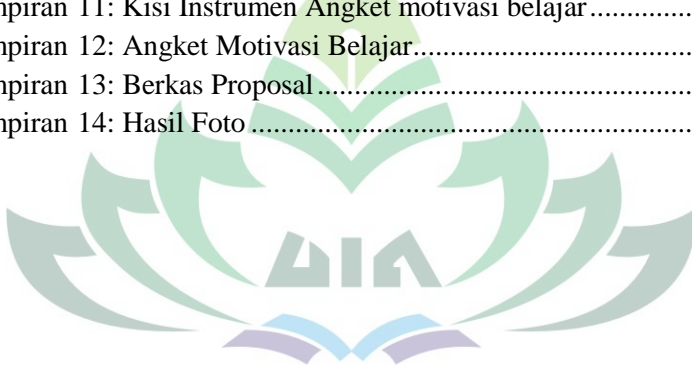 mpiran 11: Kisi Instrumen Angket motivasi belajar...............
mpiran 12: Angket Motivasi Belajar.........................................
mpiran 13: Berkas Proposal......................................................
mpiran 14: Hasil Foto................................................................
UIN